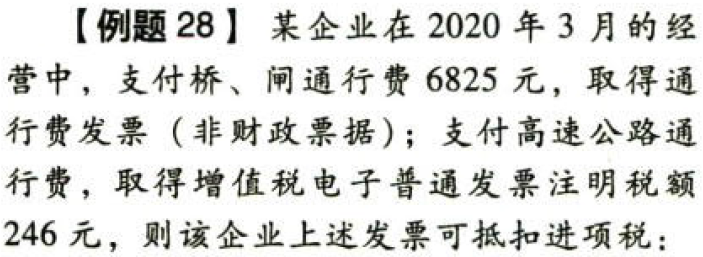 【例题 28】 某企业在 2020 年 3 月的经
营中，支付桥、闸通行费 6825 元，取得通
行费发票（非财政票据）；支付高速公路通
行费，取得增值税电子普通发票注明税额
246 元，则该企业上述发票可抵扣进项税：